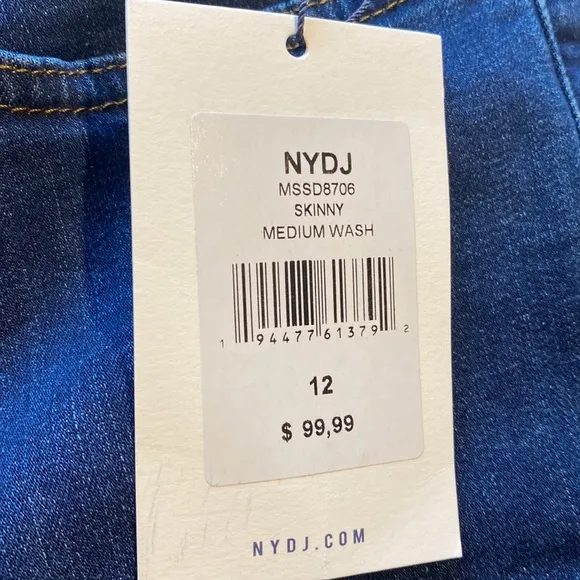 NYDJ
MSSD8706
SKINNY
MEDIUM WASH
1 94477 61379 2
12
$ 99,99
NYDJ.COM